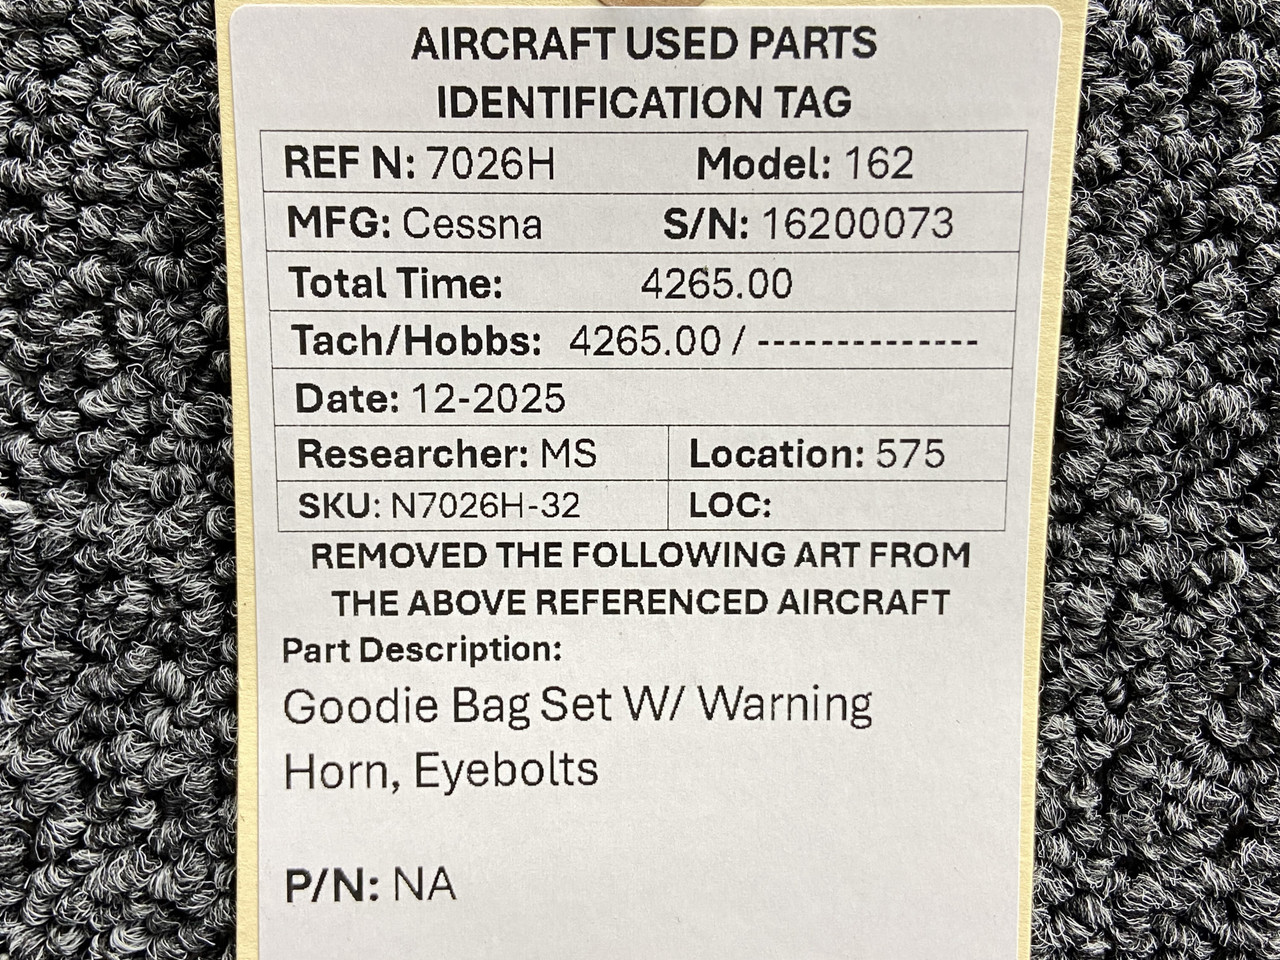 AIRCRAFT USED PARTS
IDENTIFICATION TAG
REF N: 7026H Model: 162
MFG: Cessna S/N: 16200073
Total Time: 4265.00
Tach/Hobbs: 4265.00 / --------------
Date: 12-2025
Researcher: MS Location: 575
SKU: N7026H-32 LOC:
REMOVED THE FOLLOWING ART FROM
THE ABOVE REFERENCED AIRCRAFT
Part Description:
Goodie Bag Set W/ Warning
Horn, Eyebolts
P/N: NA